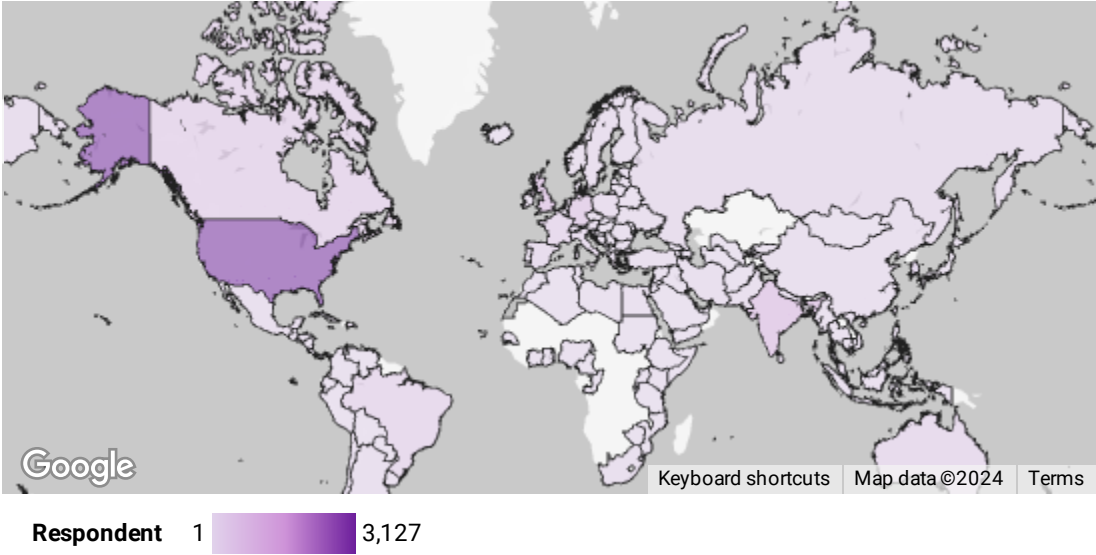 Google
Keyboard shortcuts
Map data ©2024
Terms
Respondent 1 3,127